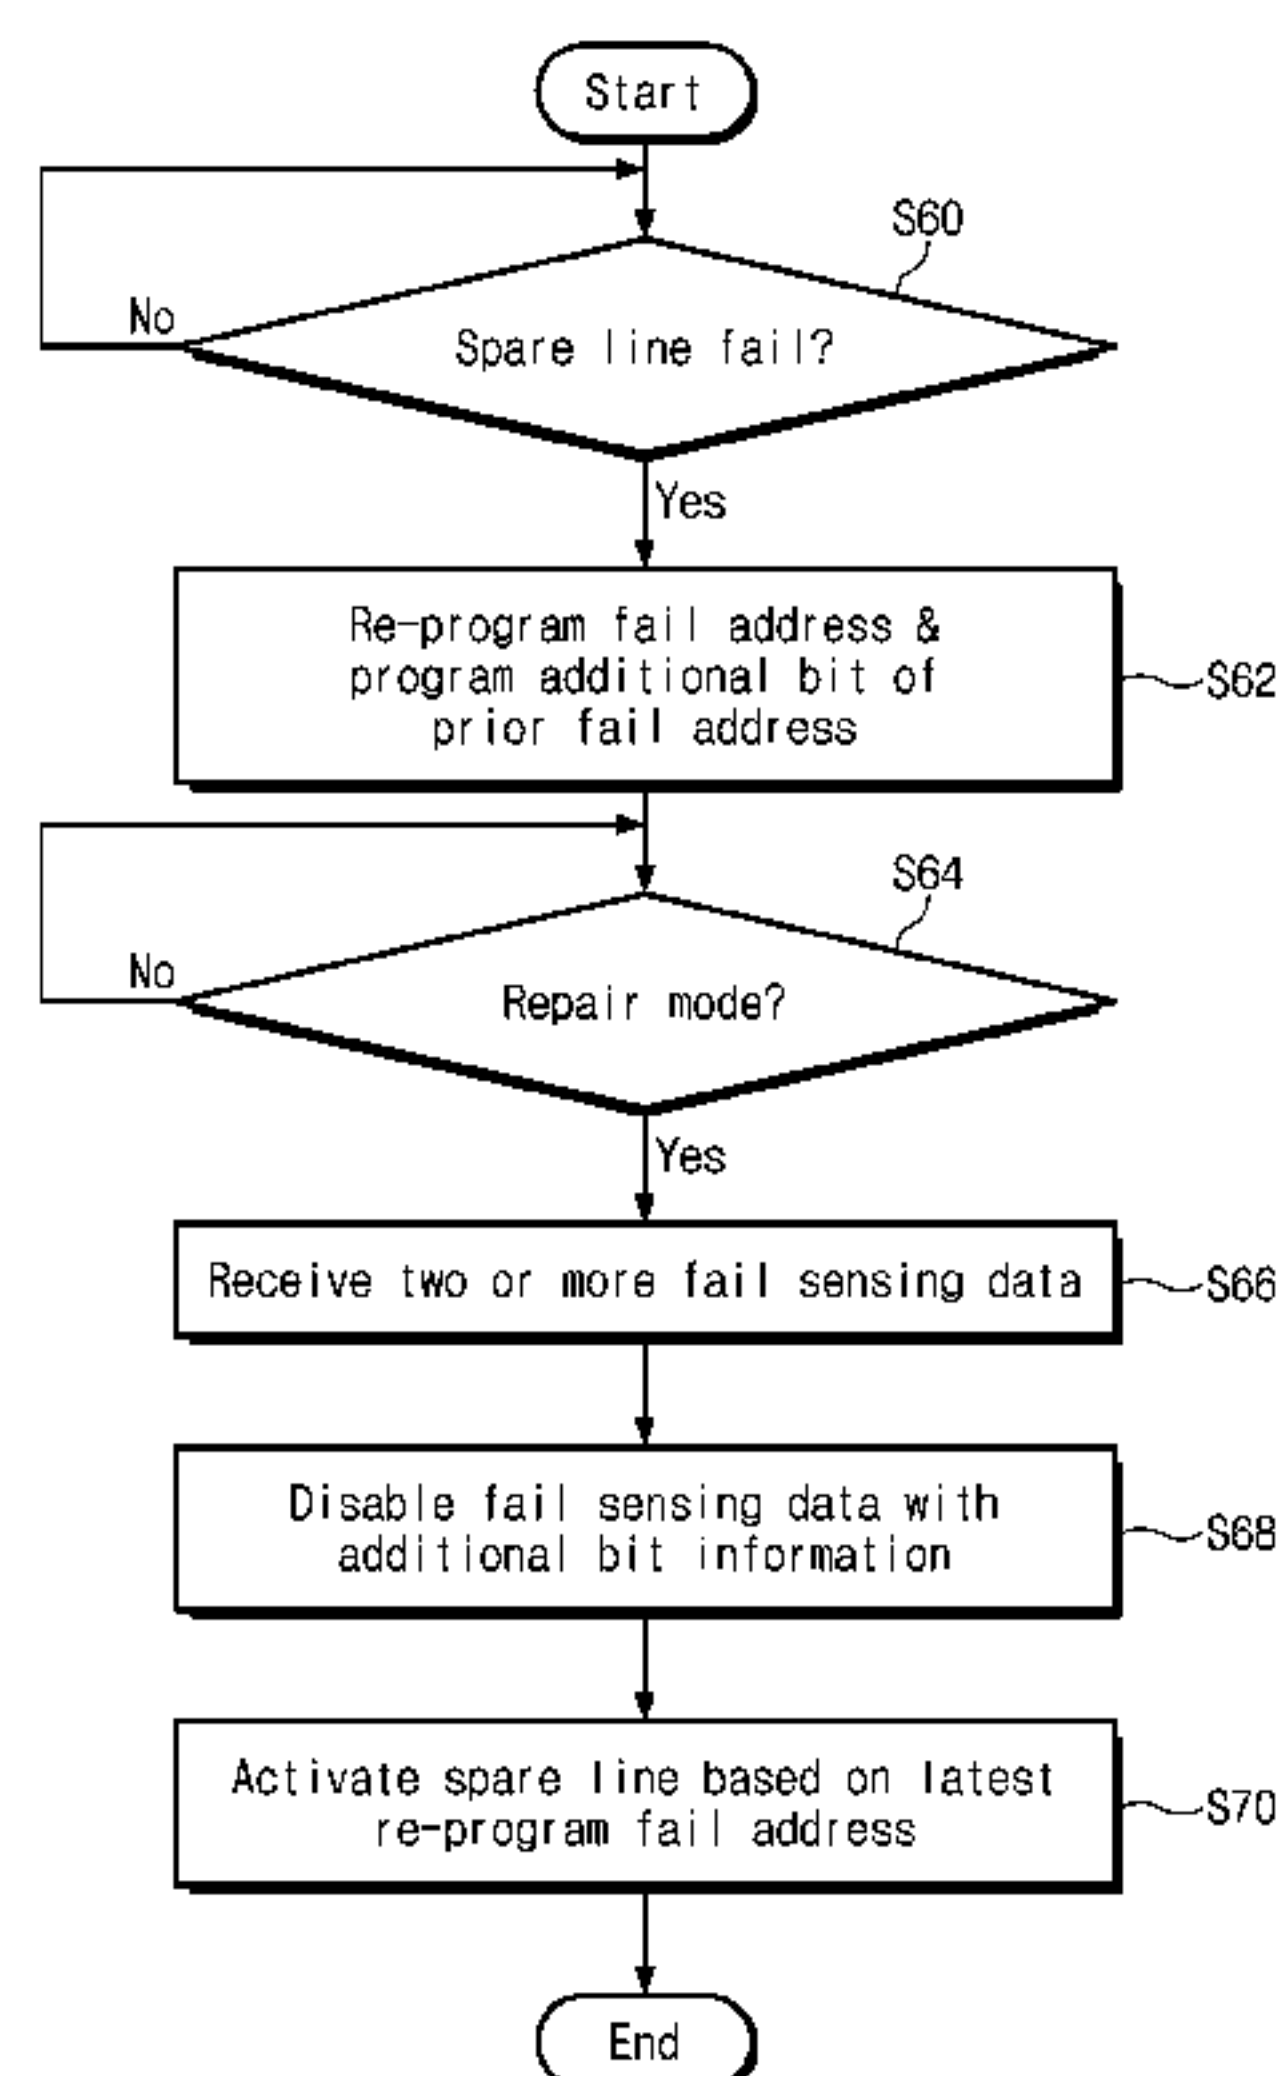 Start
S60
No
Spare line fail?
Yes
Re-program fail address &
program additional bit of
prior fail address
S62
S64
No
Repair mode?
Yes
Receive two or more fail sensing data
S66
Disable fail sensing data with
additional bit information
S68
Activate spare line based on latest
re-program fail address
S70
End